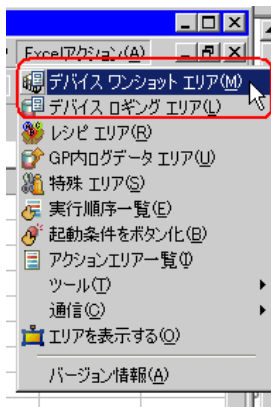 Excelアクション(A)
デバイス ワンショット エリア(M)
デバイス ロギング エリア(L)
レシピ エリア(R)
GP内ログデータ エリア(U)
特殊 エリア(S)
実行順序一覧(E)
起動条件をボタン化(B)
アクションエリア一覧(I)
ツール(T)
通信(C)
エリアを表示する(O)
バージョン情報(A)